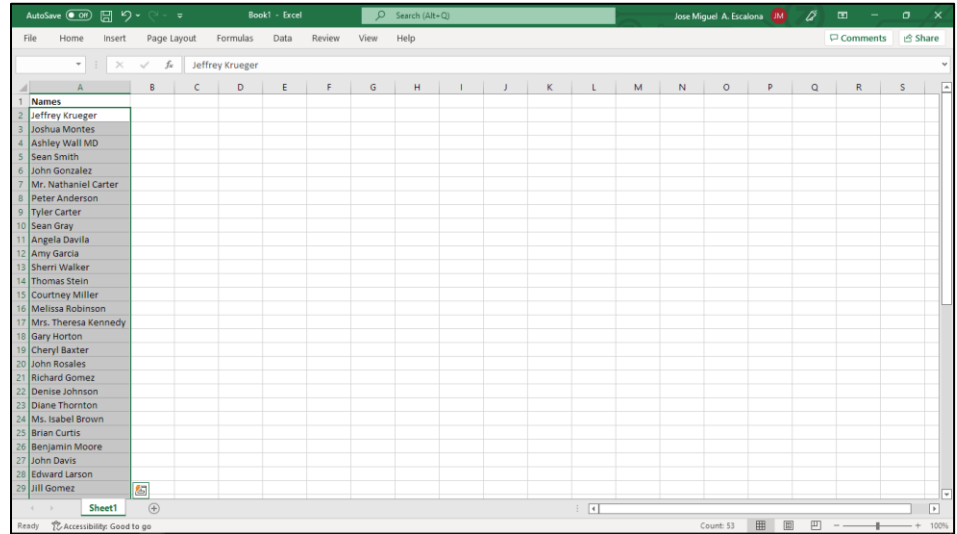 AutoSave Off Book1 - Excel Search (Alt+Q) Jose Miguel A. Escalona JM
File Home Insert Page Layout Formulas Data Review View Help Comments Share
fx Jeffrey Krueger
A B C D E F G H I J K L M N O P Q R S
1 Names
2 Jeffrey Krueger
3 Joshua Montes
4 Ashley Wall MD
5 Sean Smith
6 John Gonzalez
7 Mr. Nathaniel Carter
8 Peter Anderson
9 Tyler Carter
10 Sean Gray
11 Angela Davila
12 Amy Garcia
13 Sherri Walker
14 Thomas Stein
15 Courtney Miller
16 Melissa Robinson
17 Mrs. Theresa Kennedy
18 Gary Horton
19 Cheryl Baxter
20 John Rosales
21 Richard Gomez
22 Denise Johnson
23 Diane Thornton
24 Ms. Isabel Brown
25 Brian Curtis
26 Benjamin Moore
27 John Davis
28 Edward Larson
29 Jill Gomez
Sheet1
Ready Accessibility: Good to go Count: 53 100%